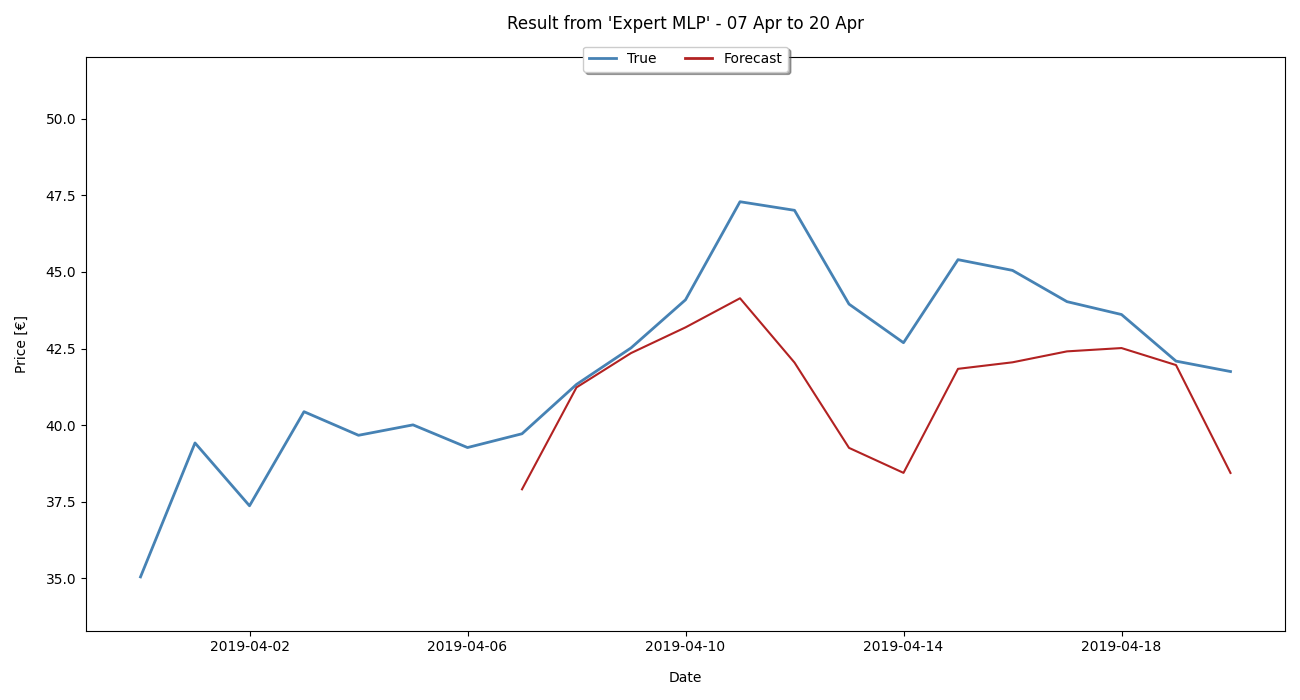 Result from 'Expert MLP' - 07 Apr to 20 Apr
True Forecast
50.0
47.5
45.0
42.5
40.0
37.5
35.0
Price [€]
2019-04-02 2019-04-06 2019-04-10 2019-04-14 2019-04-18
Date